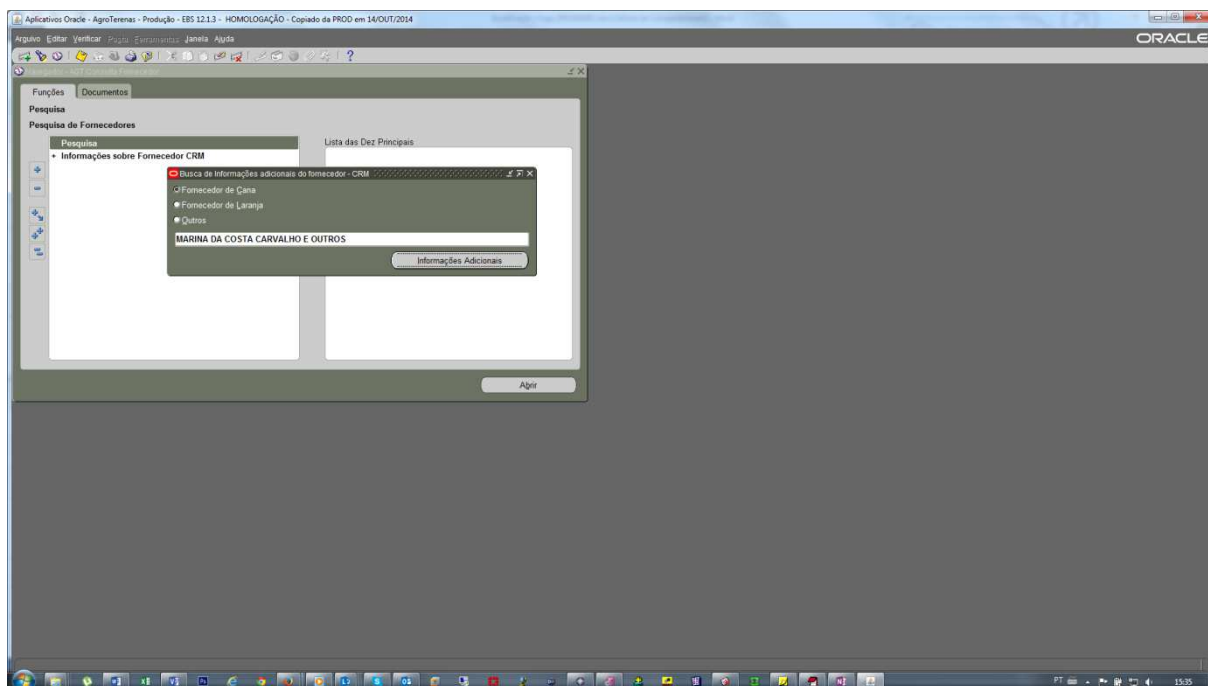 Aplicativos Oracle - AgroTerenas - Produção - EBS 12.1.3 - HOMOLOGAÇÃO - Copiado da PROD em 14/OUT/2014
Arquivo Editar Verificar Pasta Ferramentas Janela Ajuda
ORACLE
Funções Documentos
Pesquisa
Pesquisa de Fornecedores
Pesquisa
+ Informações sobre Fornecedor CRM
Lista das Dez Principais
Busca de Informações adicionais do fornecedor - CRM
Fornecedor de Cana
Fornecedor de Laranja
Outros
MARINA DA COSTA CARVALHO E OUTROS
Informações Adicionais
Abrir
PT 15:35